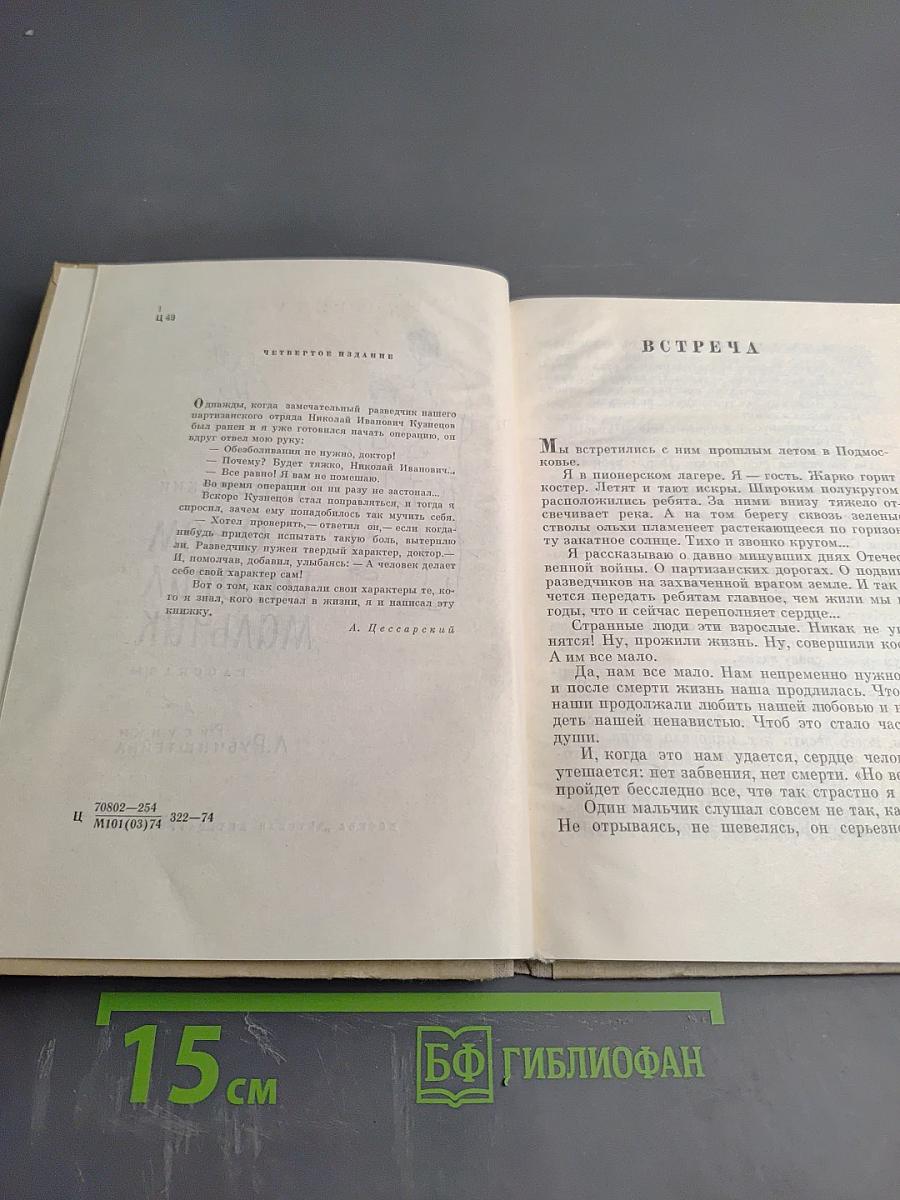 1
Ц 49
ЧЕТВЕРТОЕ ИЗДАНИЕ
Однажды, когда замечательный разведчик нашего
партизанского отряда Николай Иванович Кузнецов
был ранен и я уже готовился начать операцию, он
вдруг отвел мою руку:
— Обезболивания не нужно, доктор!
— Почему? Будет тяжко, Николай Иванович...
— Все равно! Я вам не помешаю.
Во время операции он ни разу не застонал...
Вскоре Кузнецов стал поправляться, и тогда я
спросил, зачем ему понадобилось так мучить себя.
— Хотел проверить,— ответил он,— если когда-
нибудь придется испытать такую боль, вытерплю
ли. Разведчику нужен твердый характер, доктор.—
И, помолчав, добавил, улыбаясь: — А человек делает
себе свой характер сам!
Вот о том, как создавали свои характеры те, ко-
го я знал, кого встречал в жизни, я и написал эту
книжку.
А. Цессарский
Ц 70802—254
М101(03)74 322—74
ВСТРЕЧА
Мы встретились с ним прошлым летом в Подмос-
ковье.
Я в пионерском лагере. Я — гость. Жарко горит
костер. Летят и тают искры. Широким полукругом
расположились ребята. За ними внизу тяжело от-
свечивает река. А на том берегу сквозь зеленые
стволы ольхи пламенеет растекающееся по горизон
ту закатное солнце. Тихо и звонко кругом...
Я рассказываю о давно минувших днях Отечес
венной войны. О партизанских дорогах. О подвиг
разведчиков на захваченной врагом земле. И так
чется передать ребятам главное, чем жили мы
годы, что и сейчас переполняет сердце...
Странные люди эти взрослые. Никак не у
нятся! Ну, прожили жизнь. Ну, совершили кое
А им все мало.
Да, нам все мало. Нам непременно нужно
и после смерти жизнь наша продлилась. Что
наши продолжали любить нашей любовью и н
деть нашей ненавистью. Чтоб это стало час
души.
И, когда это нам удается, сердце челов
утешается: нет забвения, нет смерти. «Но ве
пройдет бесследно все, что так страстно я
Один мальчик слушал совсем не так, ка
Не отрываясь, не шевелясь, он серьезн
15 см
БФ ГИБЛИОФАН